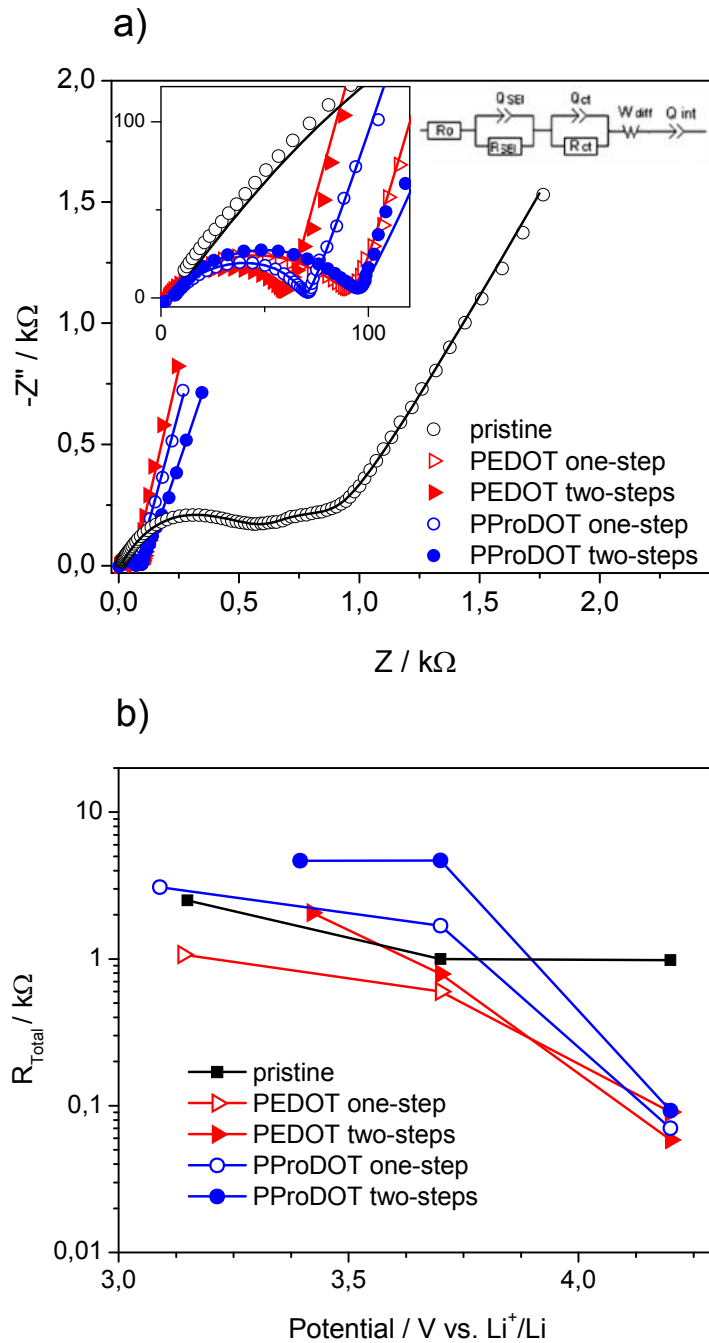 a)
2,0
1,5
1,0
0,5
0,0
-Z" / kΩ
100
0
0
100
Ro
QSEI
RSEI
Qct
Rct
Wdiff
Qint
pristine
PEDOT one-step
PEDOT two-steps
PProDOT one-step
PProDOT two-steps
0,0 0,5 1,0 1,5 2,0
Z / kΩ
b)
10
1
0,1
0,01
RTotal / kΩ
pristine
PEDOT one-step
PEDOT two-steps
PProDOT one-step
PProDOT two-steps
3,0 3,5 4,0
Potential / V vs. Li⁺/Li